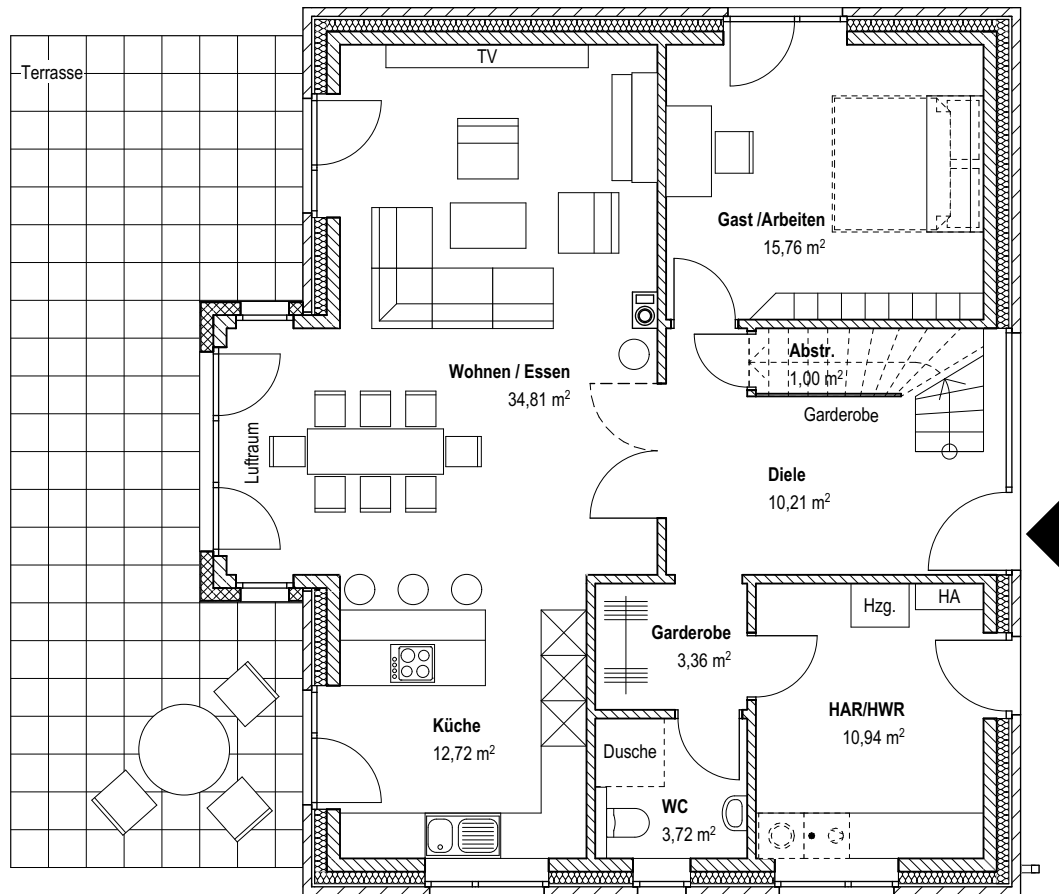 TV
Terrasse
Gast /Arbeiten
15,76 m²
Abstr.
1,00 m²
Wohnen / Essen
34,81 m²
Garderobe
Luftraum
Diele
10,21 m²
Hzg.
HA
Garderobe
3,36 m²
HAR/HWR
10,94 m²
Küche
12,72 m²
Dusche
WC
3,72 m²